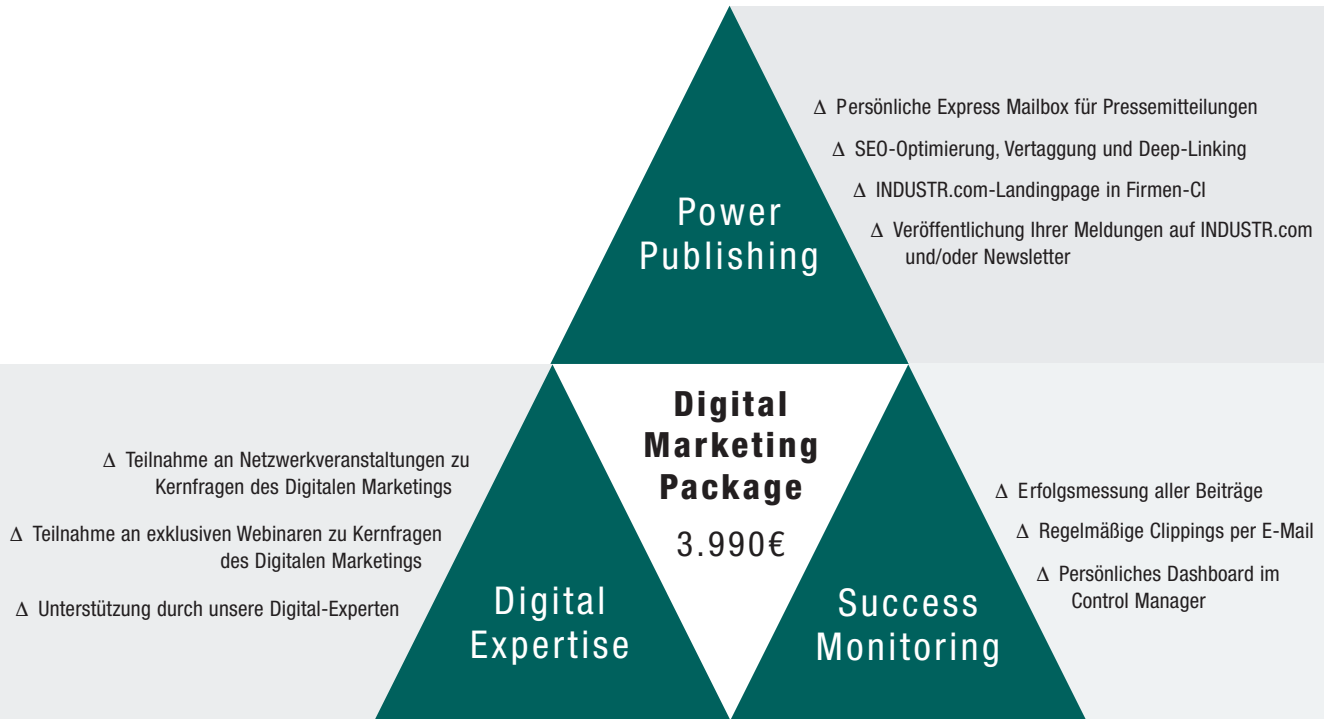 Δ Persönliche Express Mailbox für Pressemitteilungen
Δ SEO-Optimierung, Vertaggung und Deep-Linking
Δ INDUSTR.com-Landingpage in Firmen-CI
Δ Veröffentlichung Ihrer Meldungen auf INDUSTR.com
und/oder Newsletter
Power
Publishing
Digital
Marketing
Package
3.990€
Δ Teilnahme an Netzwerkveranstaltungen zu
Kernfragen des Digitalen Marketings
Δ Teilnahme an exklusiven Webinaren zu Kernfragen
des Digitalen Marketings
Δ Unterstützung durch unsere Digital-Experten
Digital
Expertise
Success
Monitoring
Δ Erfolgsmessung aller Beiträge
Δ Regelmäßige Clippings per E-Mail
Δ Persönliches Dashboard im
Control Manager